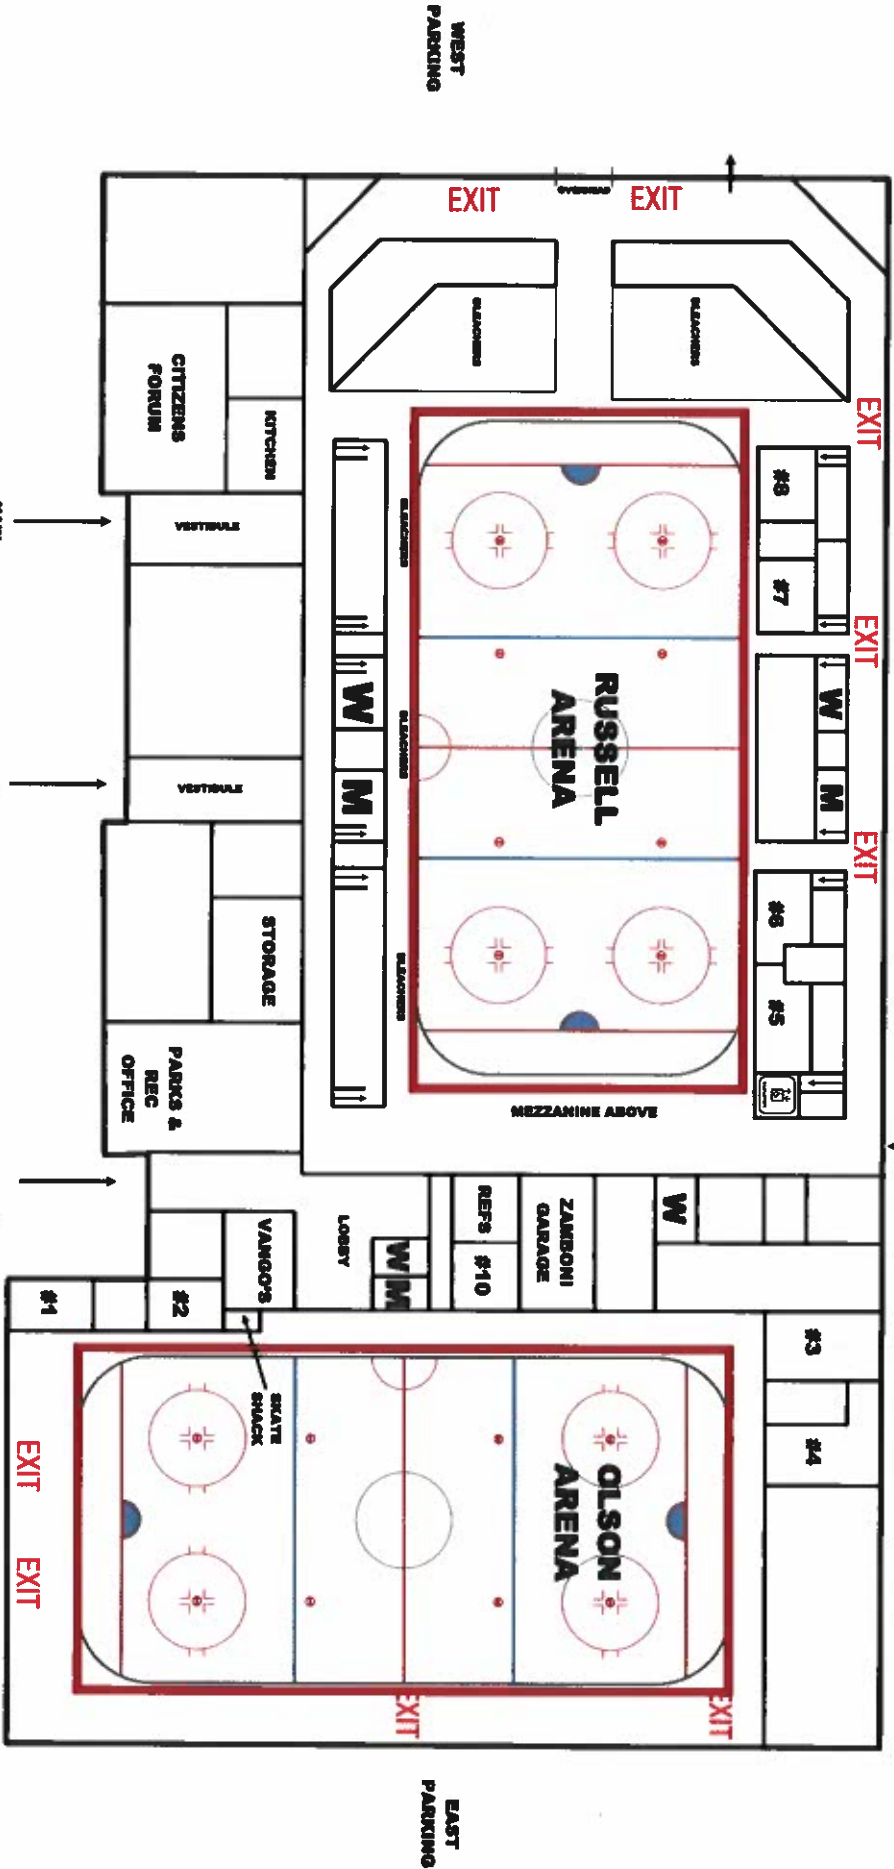 WEST
PARKING
EXIT
OVERHEAD
EXIT
BLEACHERS
BLEACHERS
CITIZENS
FORUM
KITCHEN
EXIT
#8
#7
VESTIBULE
BLEACHERS
EXIT
W
M
BLEACHERS
RUSSELL
ARENA
W
M
VESTIBULE
EXIT
#6
#5
STORAGE
BLEACHERS
PARKS &
REC
OFFICE
MEZZANINE ABOVE
REFS
#10
ZAMBONI
GARAGE
W
VANGO'S
LOBBY
W
M
#1
#2
SKATE
SHACK
#3
#4
OLSON
ARENA
EXIT
EXIT
EXIT
EXIT
EAST
PARKING